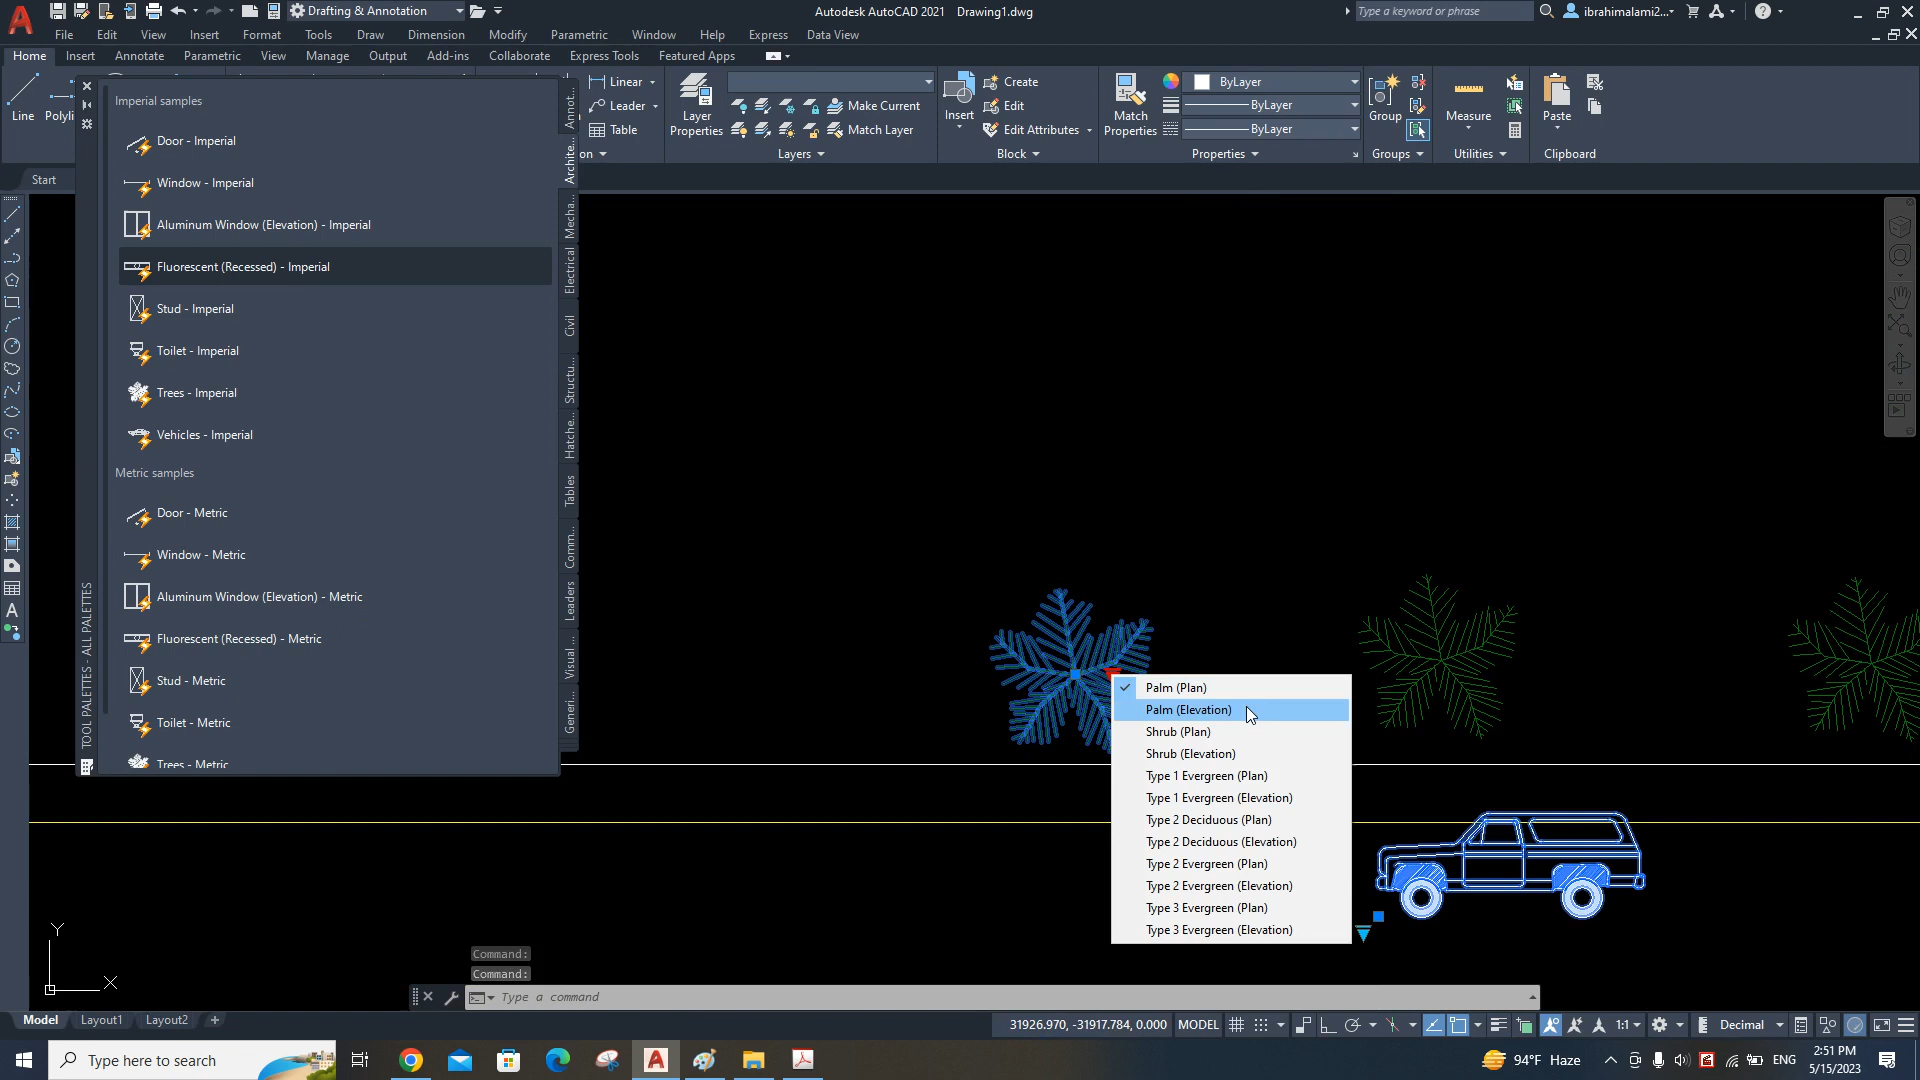 Drafting & Annotation
Autodesk AutoCAD 2021 Drawing1.dwg
Type a keyword or phrase
ibrahimalami2...
File Edit View Insert Format Tools Draw Dimension Modify Parametric Window Help Express Data View
Home Insert Annotate Parametric View Manage Output Add-ins Collaborate Express Tools Featured Apps
Line
Polyli
Linear
Leader
Table
Layer Properties
Make Current
Match Layer
Layers
Insert
Create
Edit
Edit Attributes
Block
Match Properties
ByLayer
ByLayer
ByLayer
Properties
Group
Groups
Measure
Utilities
Paste
Clipboard
Start
Imperial samples
Door - Imperial
Window - Imperial
Aluminum Window (Elevation) - Imperial
Fluorescent (Recessed) - Imperial
Stud - Imperial
Toilet - Imperial
Trees - Imperial
Vehicles - Imperial
Metric samples
Door - Metric
Window - Metric
Aluminum Window (Elevation) - Metric
Fluorescent (Recessed) - Metric
Stud - Metric
Toilet - Metric
Trees - Metric
TOOL PALETTES - ALL PALETTES
Annot...
Archite...
Mecha...
Electrical
Civil
Structu...
Hatche...
Tables
Comm...
Leaders
Visual ...
Generi...
Palm (Plan)
Palm (Elevation)
Shrub (Plan)
Shrub (Elevation)
Type 1 Evergreen (Plan)
Type 1 Evergreen (Elevation)
Type 2 Deciduous (Plan)
Type 2 Deciduous (Elevation)
Type 2 Evergreen (Plan)
Type 2 Evergreen (Elevation)
Type 3 Evergreen (Plan)
Type 3 Evergreen (Elevation)
Y
X
Command:
Command:
Type a command
Model Layout1 Layout2 +
31926.970, -31917.784, 0.000 MODEL
1:1
Decimal
Type here to search
94°F Haze
ENG
2:51 PM
5/15/2023